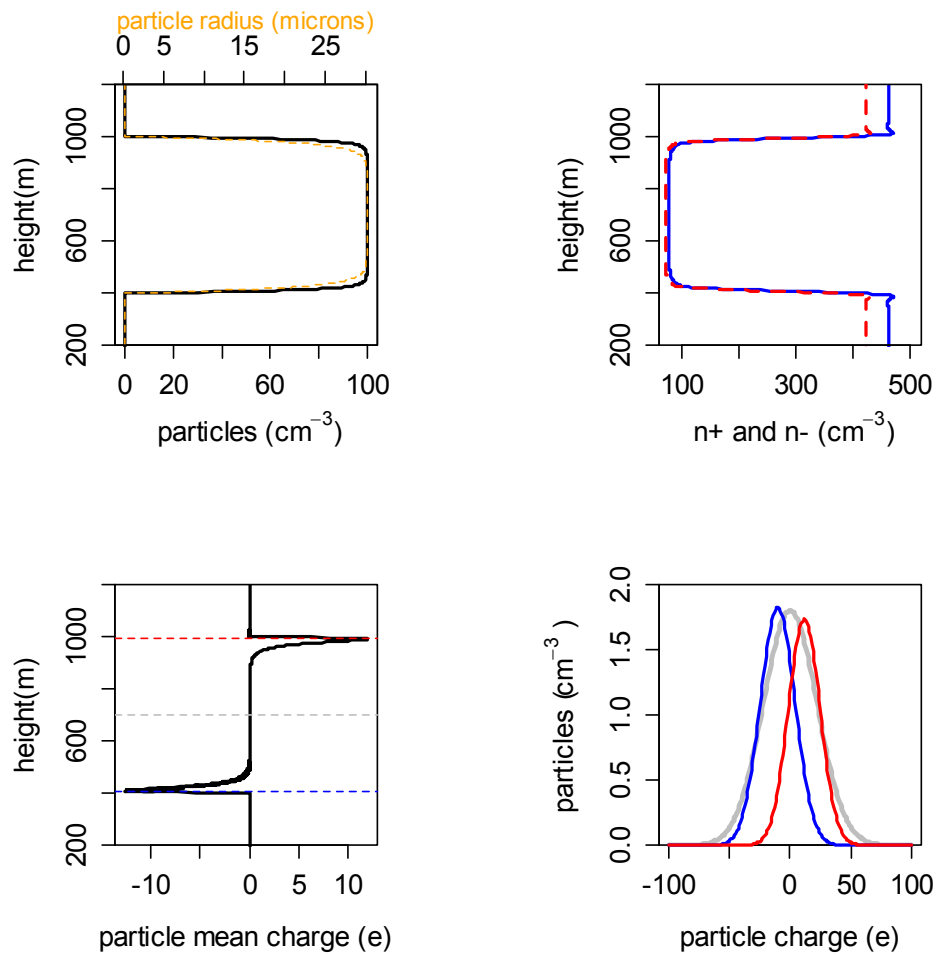 particle radius (microns)
0 5 15 25
height(m)
200 600 1000
0 20 60 100
particles (cm⁻³)
height(m)
200 600 1000
100 300 500
n+ and n- (cm⁻³)
height(m)
200 600 1000
-10 0 5 10
particle mean charge (e)
particles (cm⁻³)
0.0 0.5 1.0 1.5 2.0
-100 0 50 100
particle charge (e)